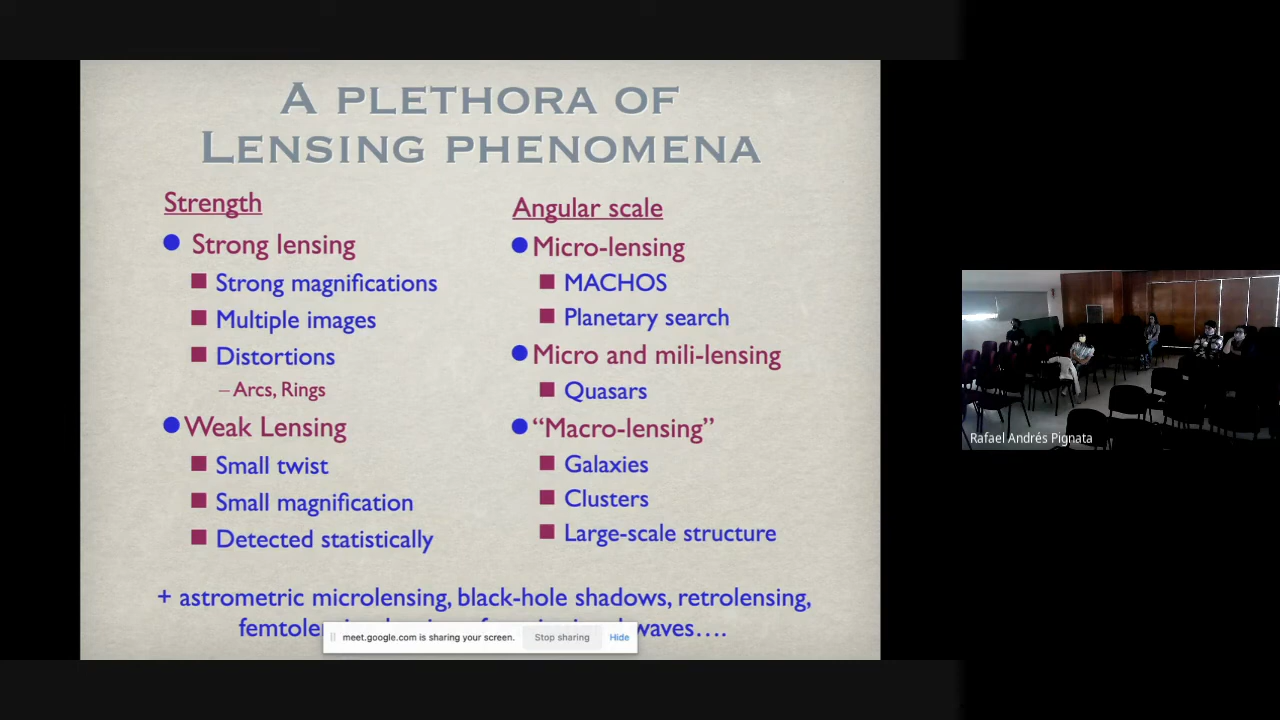 A PLETHORA OF
LENSING PHENOMENA
Strength
Strong lensing
Strong magnifications
Multiple images
Distortions
– Arcs, Rings
Weak Lensing
Small twist
Small magnification
Detected statistically
Angular scale
Micro-lensing
MACHOS
Planetary search
Micro and mili-lensing
Quasars
“Macro-lensing”
Galaxies
Clusters
Large-scale structure
+ astrometric microlensing, black-hole shadows, retrolensing,
waves….
meet.google.com is sharing your screen. Stop sharing Hide
Rafael Andrés Pignata